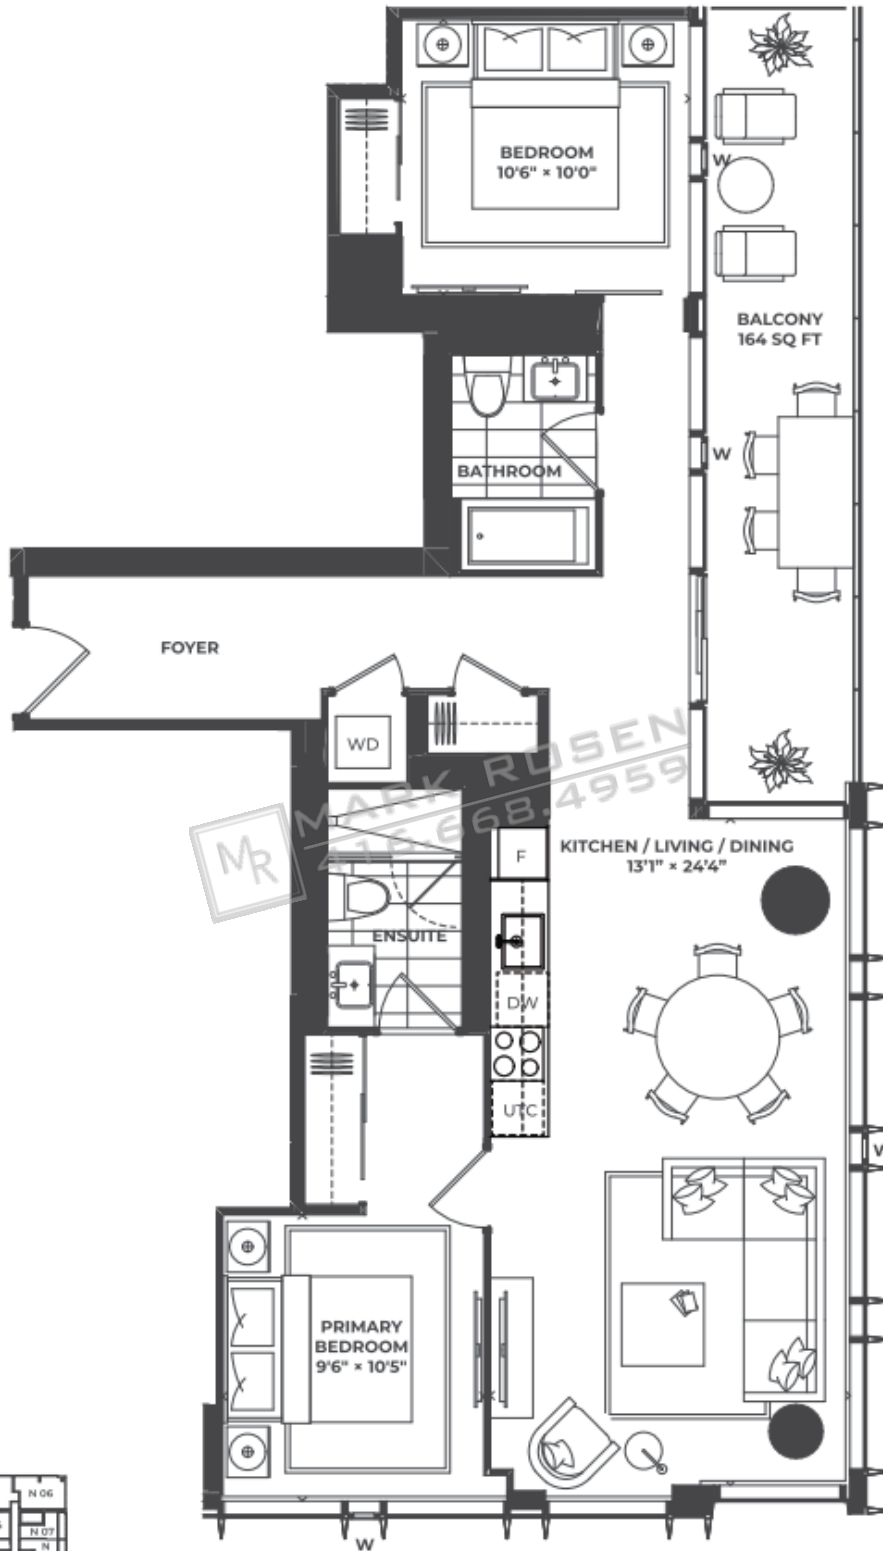 BEDROOM
10'6" × 10'0"
W
BALCONY
164 SQ FT
W
BATHROOM
FOYER
WD
MARK ROSEN
416.668.4959
MR
F
KITCHEN / LIVING / DINING
13'1" × 24'4"
ENSUITE
DW
UTC
PRIMARY
BEDROOM
9'6" × 10'5"
W
N 06
N 07
N